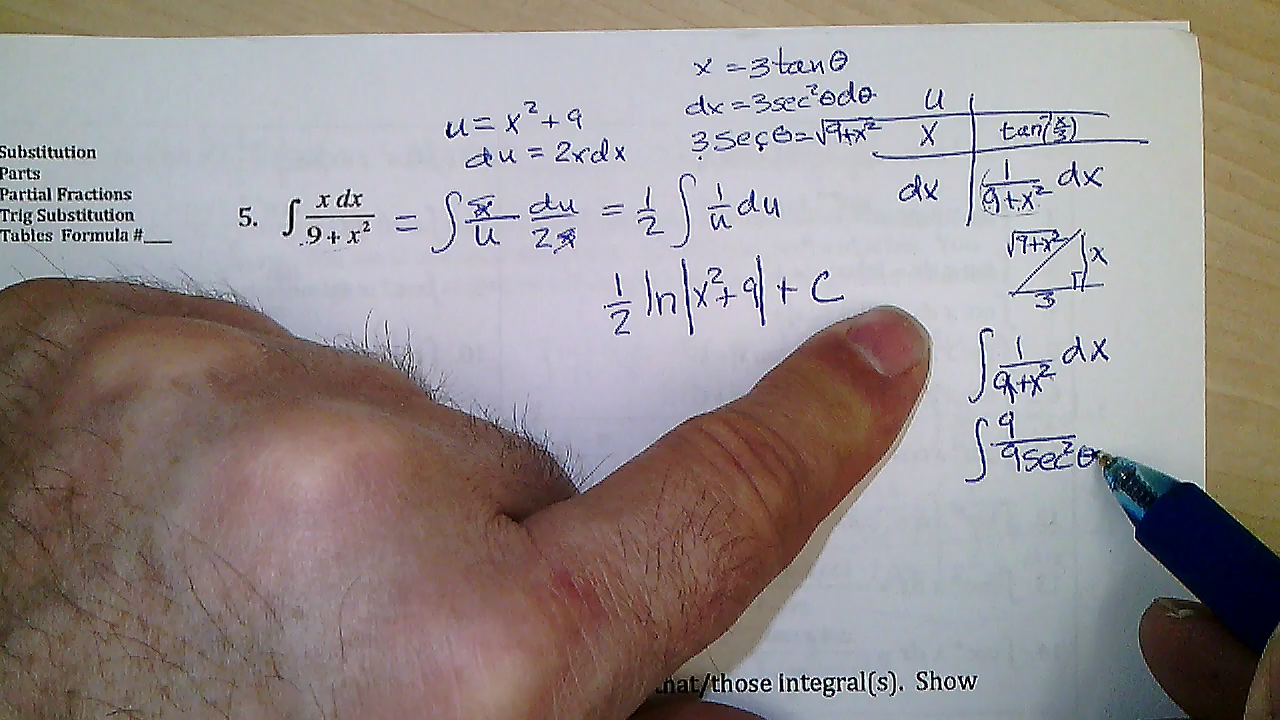 Substitution
Parts
Partial Fractions
Trig Substitution
Tables Formula #___
5. ∫ x dx / 9 + x² = ∫ x/u du/2x = 1/2 ∫ 1/u du
1/2 ln|x²+9| + C
u = x² + 9
du = 2xdx
x = 3tanθ
dx = 3sec²θdθ
3secθ = √9+x²
u
x tan⁻¹(x/3)
dx 1/9+x² dx
√9+x² x
3
∫ 1/9+x² dx
∫ 9/9sec²θ
that/those integral(s). Show